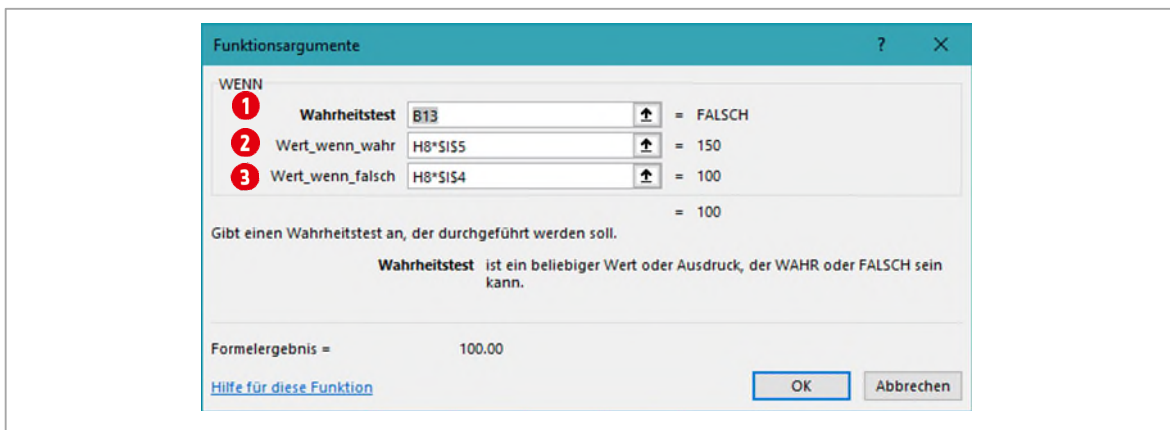 Funktionsargumente ? ×
WENN
1 Wahrheitstest B13 = FALSCH
2 Wert_wenn_wahr H8*$I$5 = 150
3 Wert_wenn_falsch H8*$I$4 = 100
= 100
Gibt einen Wahrheitstest an, der durchgeführt werden soll.
Wahrheitstest ist ein beliebiger Wert oder Ausdruck, der WAHR oder FALSCH sein
kann.
Formelergebnis = 100.00
Hilfe für diese Funktion OK Abbrechen